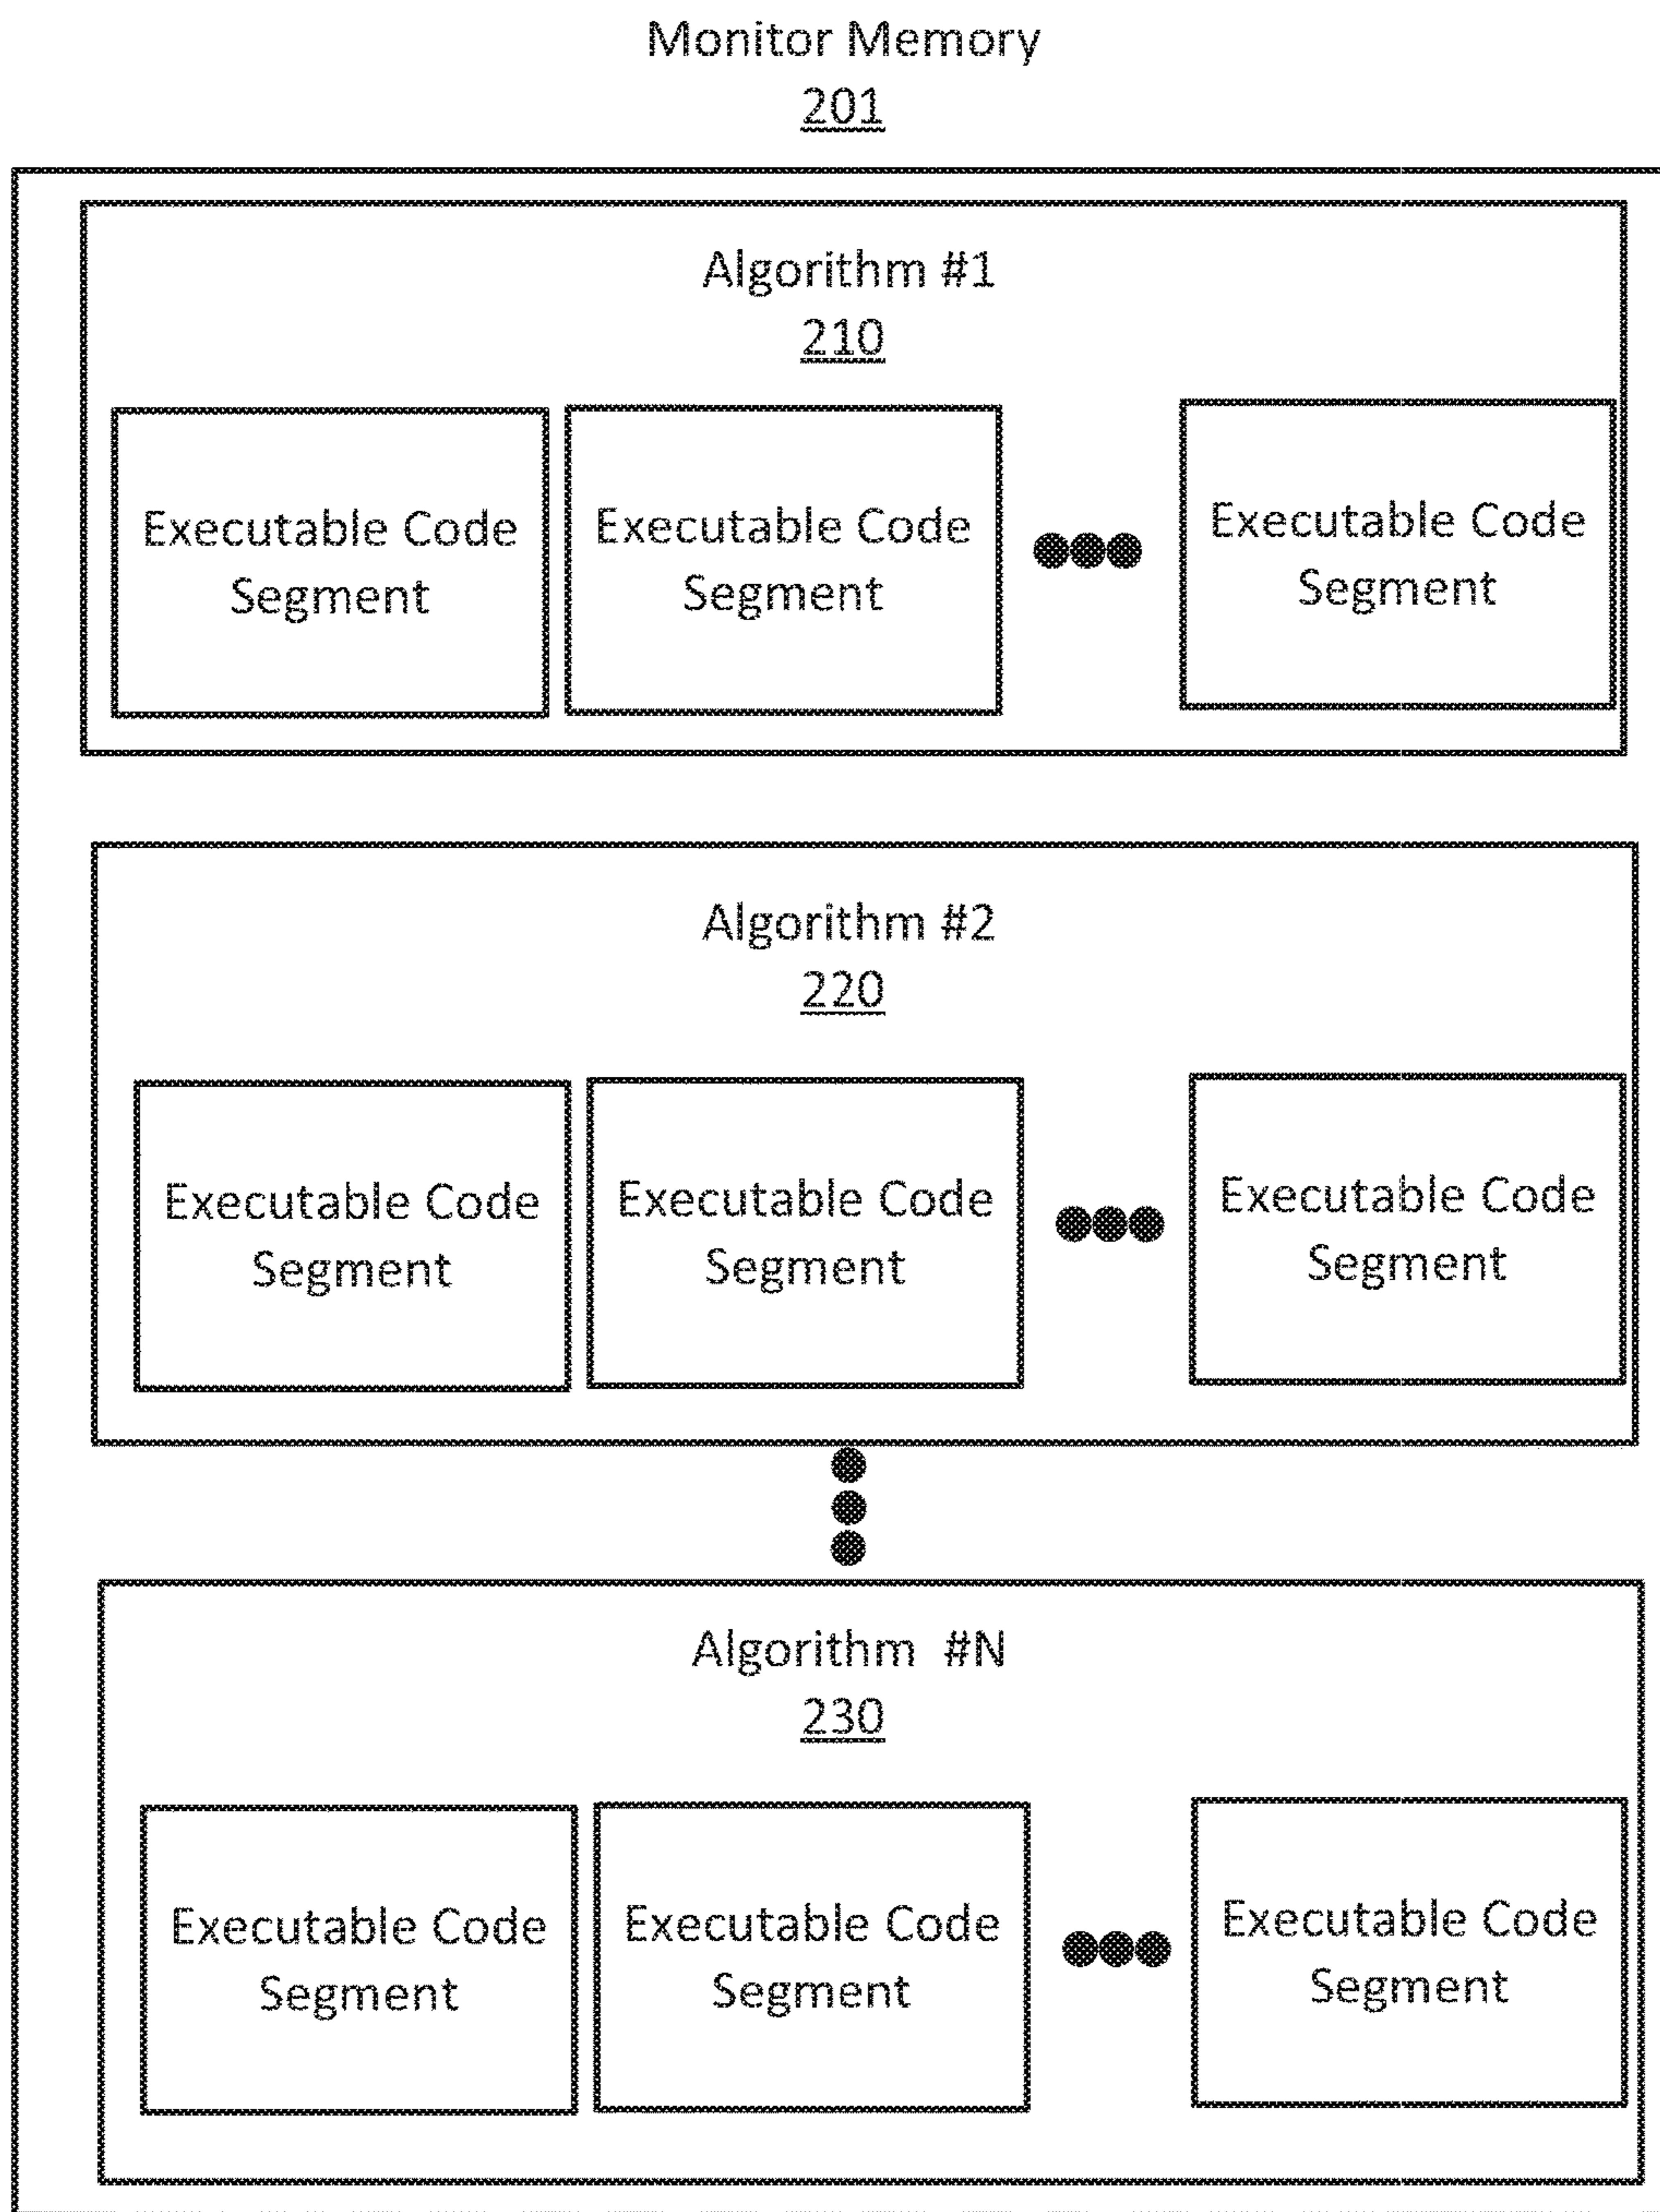 Monitor Memory
201
Algorithm #1
210
Executable Code
Segment
Executable Code
Segment
Executable Code
Segment
Algorithm #2
220
Executable Code
Segment
Executable Code
Segment
Executable Code
Segment
Algorithm #N
230
Executable Code
Segment
Executable Code
Segment
Executable Code
Segment